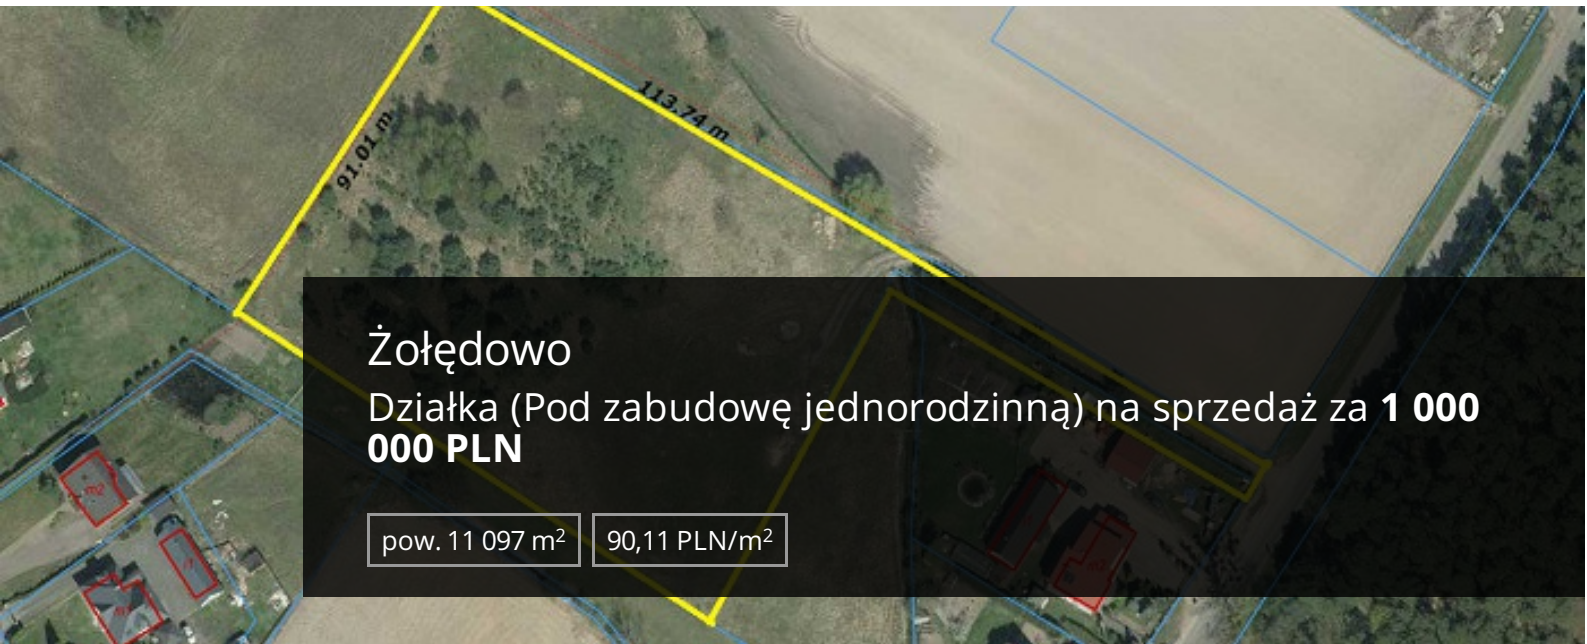 113.74 m
91.01 m
Żołędowo
Działka (Pod zabudowę jednorodzinną) na sprzedaż za 1 000
000 PLN
pow. 11 097 m²
90,11 PLN/m²
m2